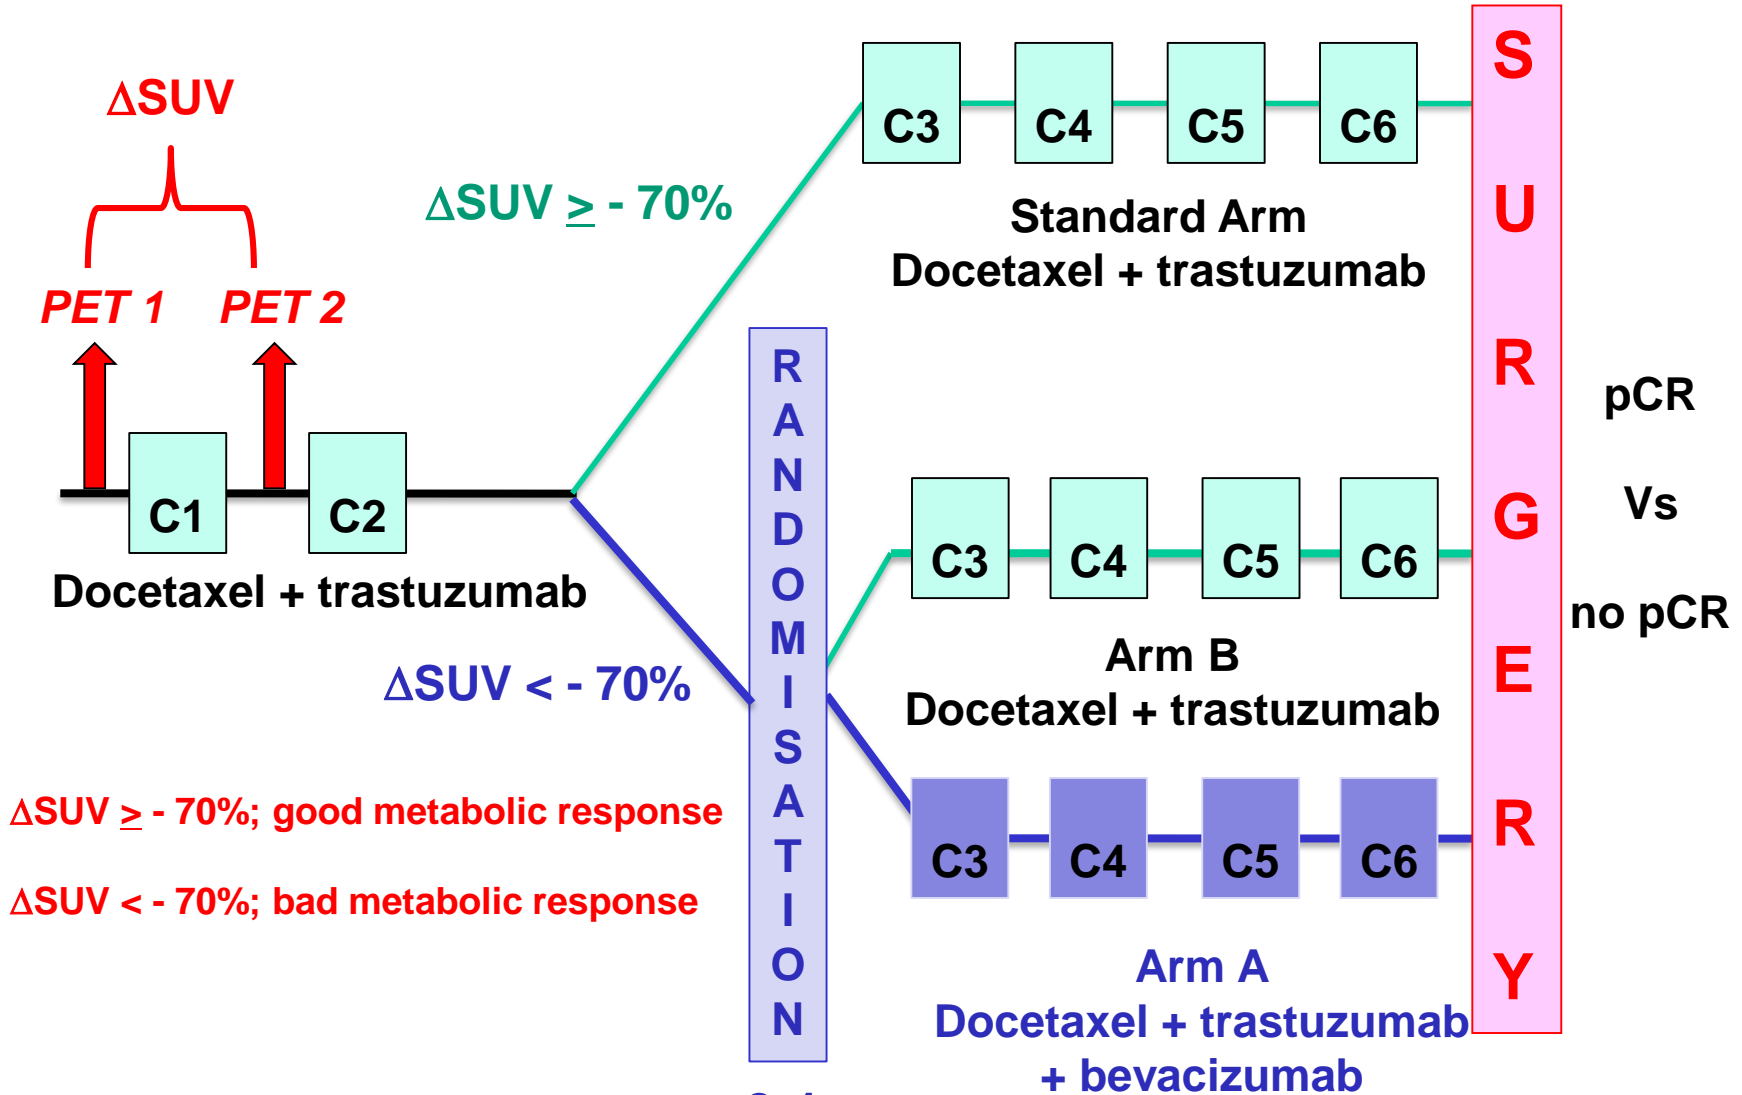 ΔSUV
PET 1
PET 2
C1
C2
Docetaxel + trastuzumab
ΔSUV ≥ - 70%
ΔSUV < - 70%
ΔSUV ≥ - 70%; good metabolic response
ΔSUV < - 70%; bad metabolic response
RANDOMISATION
C3
C4
C5
C6
Standard Arm
Docetaxel + trastuzumab
C3
C4
C5
C6
Arm B
Docetaxel + trastuzumab
C3
C4
C5
C6
Arm A
Docetaxel + trastuzumab
+ bevacizumab
SURGERY
pCR
Vs
no pCR